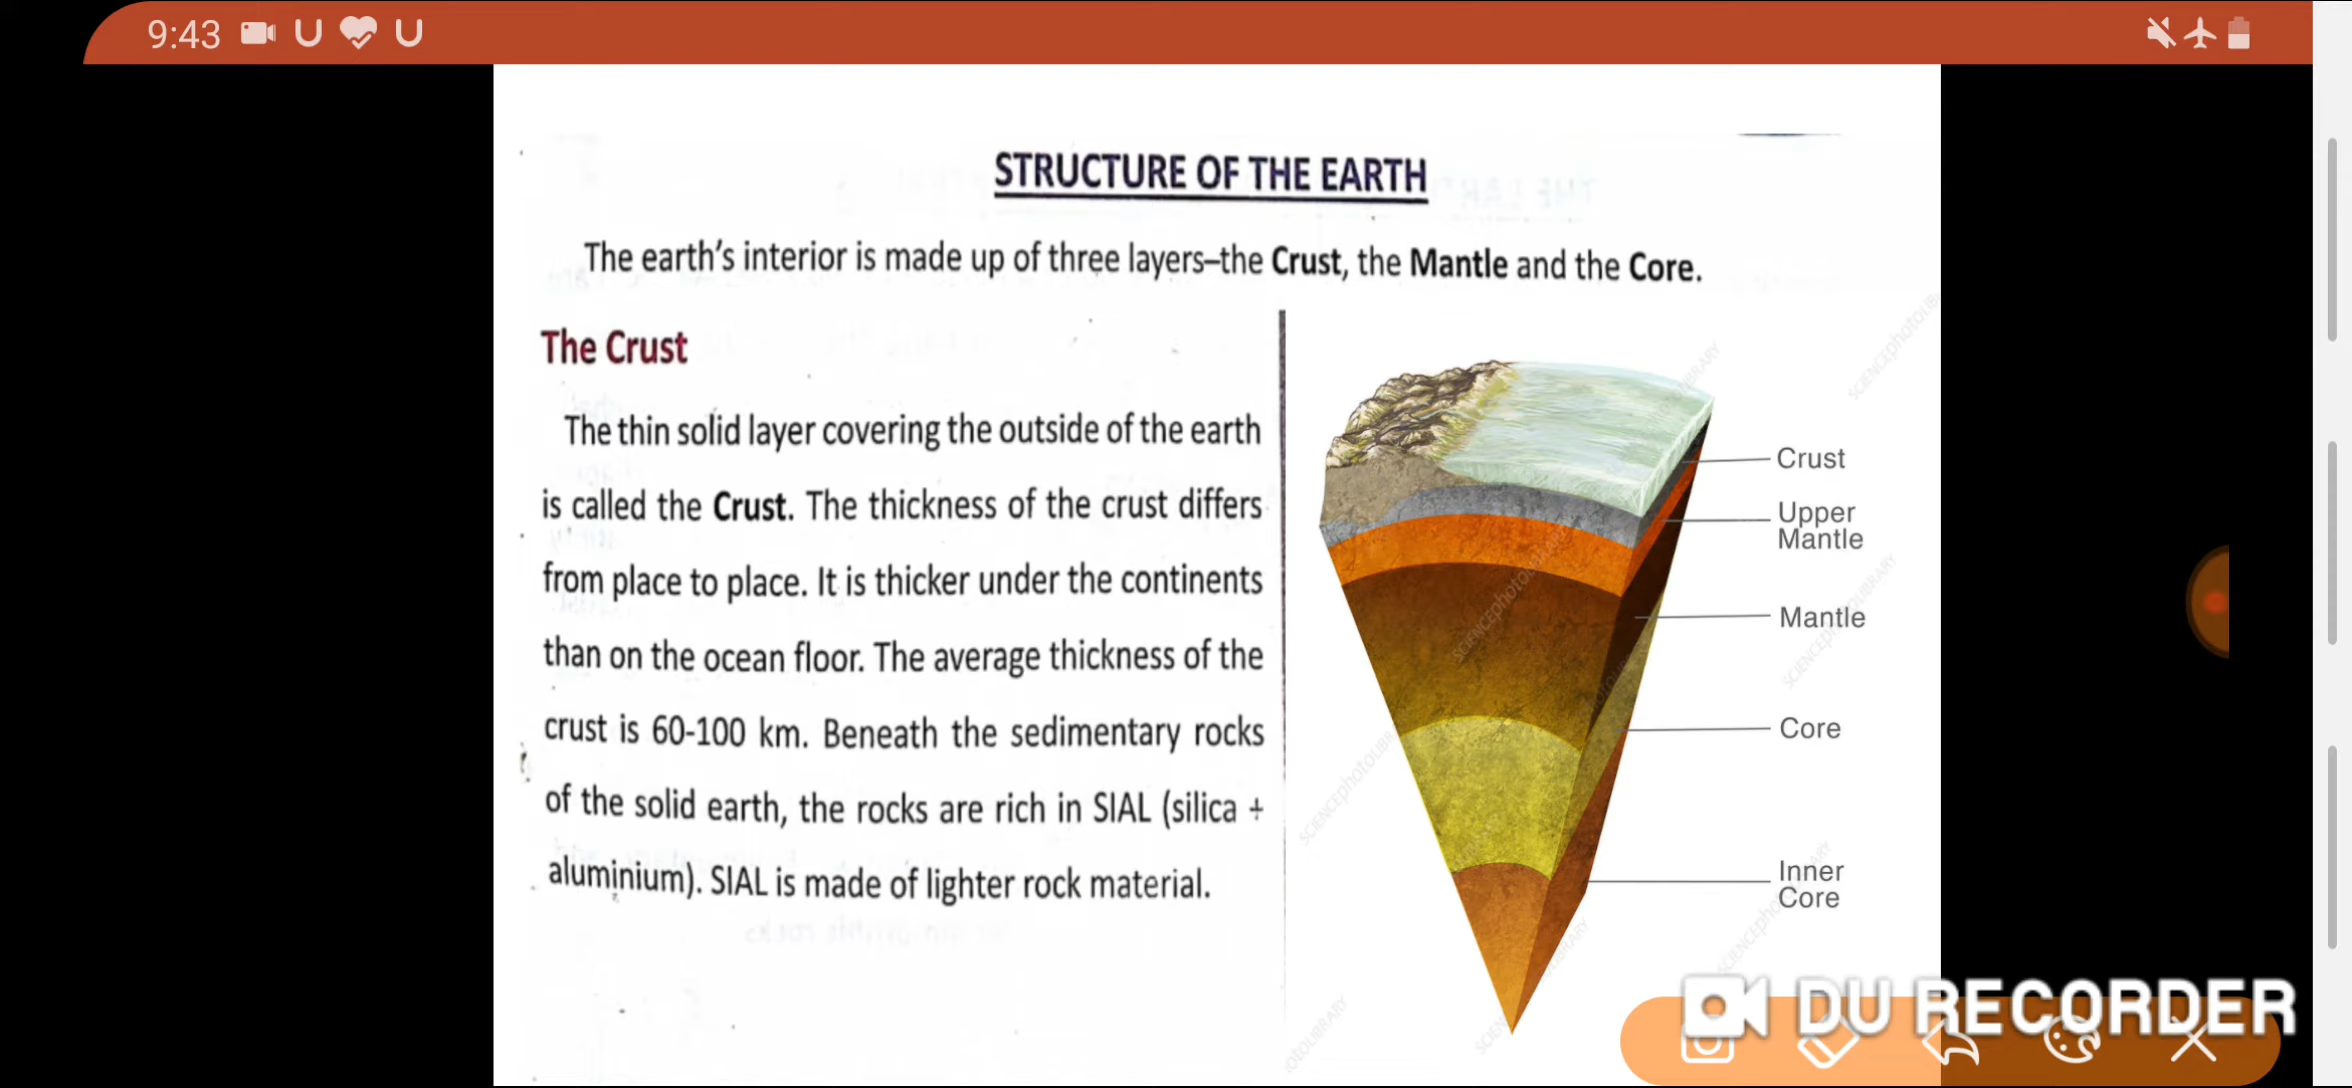 9:43
STRUCTURE OF THE EARTH
The earth's interior is made up of three layers–the Crust, the Mantle and the Core.
The Crust
The thin solid layer covering the outside of the earth
is called the Crust. The thickness of the crust differs
from place to place. It is thicker under the continents
than on the ocean floor. The average thickness of the
crust is 60-100 km. Beneath the sedimentary rocks
of the solid earth, the rocks are rich in SIAL (silica +
aluminium). SIAL is made of lighter rock material.
Crust
Upper
Mantle
Mantle
Core
Inner
Core
DU RECORDER